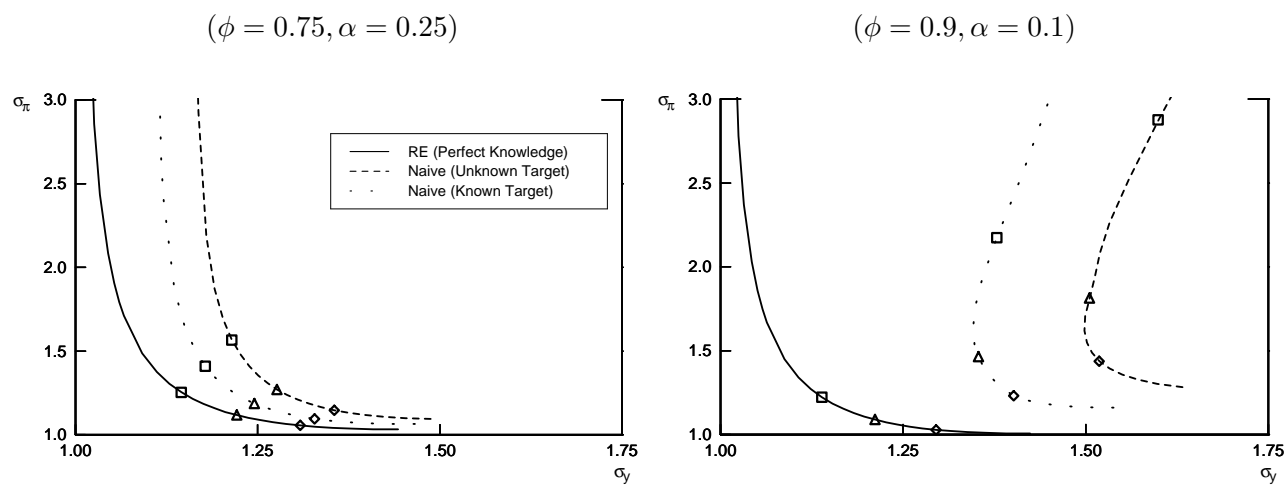 (ϕ = 0.75, α = 0.25)
(ϕ = 0.9, α = 0.1)
σπ
3.0
2.5
2.0
1.5
1.0
1.00
1.25
1.50
1.75
σy
RE (Perfect Knowledge)
Naive (Unknown Target)
Naive (Known Target)
σπ
3.0
2.5
2.0
1.5
1.0
1.00
1.25
1.50
1.75
σy